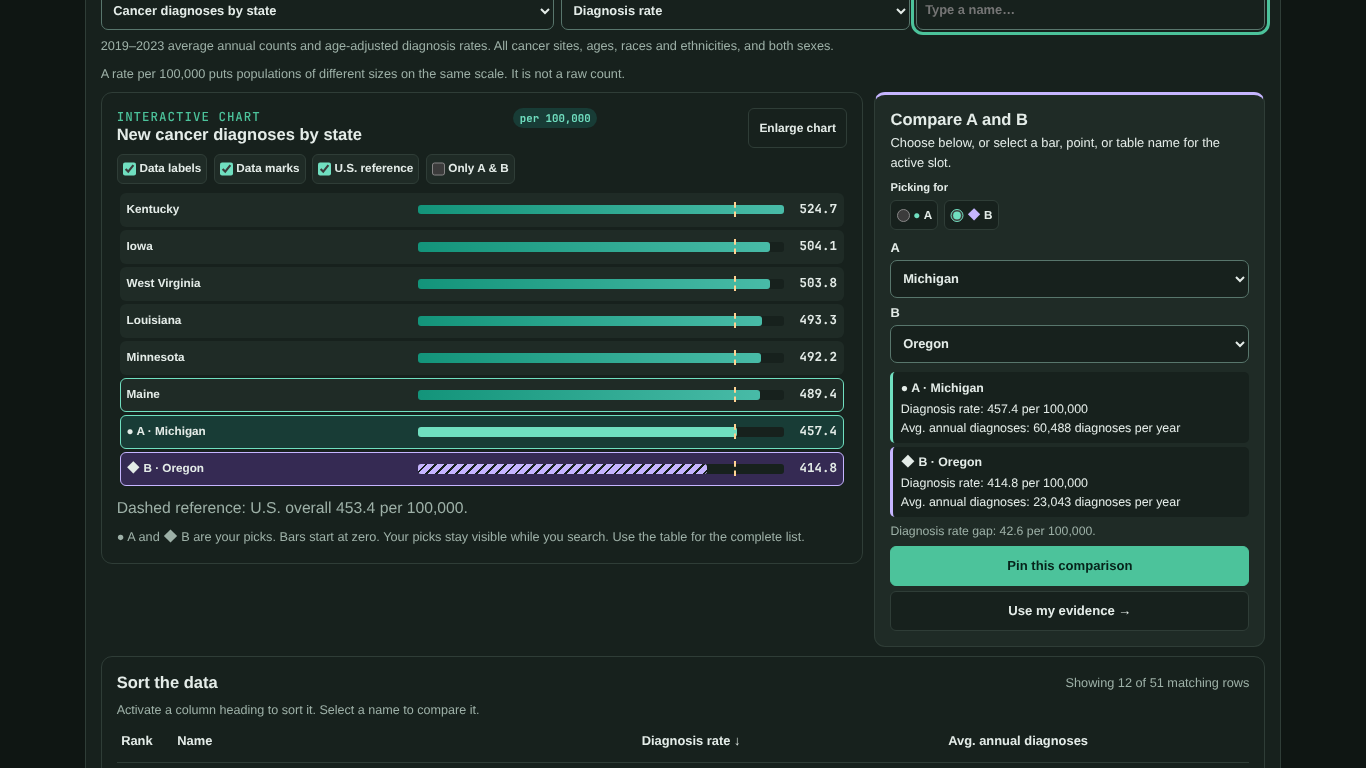 Cancer diagnoses by state
Diagnosis rate
Type a name…
2019–2023 average annual counts and age-adjusted diagnosis rates. All cancer sites, ages, races and ethnicities, and both sexes.
A rate per 100,000 puts populations of different sizes on the same scale. It is not a raw count.
INTERACTIVE CHART
New cancer diagnoses by state
per 100,000
Enlarge chart
Data labels
Data marks
U.S. reference
Only A & B
Kentucky 524.7
Iowa 504.1
West Virginia 503.8
Louisiana 493.3
Minnesota 492.2
Maine 489.4
● A · Michigan 457.4
◆ B · Oregon 414.8
Dashed reference: U.S. overall 453.4 per 100,000.
● A and ◆ B are your picks. Bars start at zero. Your picks stay visible while you search. Use the table for the complete list.
Compare A and B
Choose below, or select a bar, point, or table name for the
active slot.
Picking for
● A
◆ B
A
Michigan
B
Oregon
● A · Michigan
Diagnosis rate: 457.4 per 100,000
Avg. annual diagnoses: 60,488 diagnoses per year
◆ B · Oregon
Diagnosis rate: 414.8 per 100,000
Avg. annual diagnoses: 23,043 diagnoses per year
Diagnosis rate gap: 42.6 per 100,000.
Pin this comparison
Use my evidence →
Sort the data
Showing 12 of 51 matching rows
Activate a column heading to sort it. Select a name to compare it.
Rank Name Diagnosis rate ↓ Avg. annual diagnoses